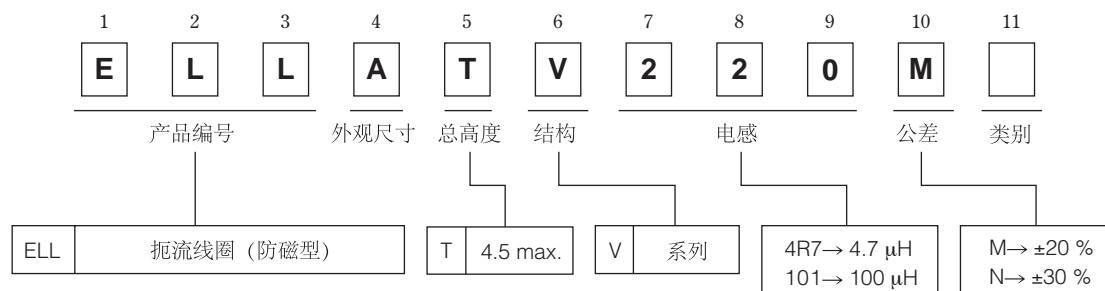 1 2 3 4 5 6 7 8 9 10 11
E L L A T V 2 2 0 M
产品编号 外观尺寸 总高度 结构 电感 公差 类别
ELL 扼流线圈 (防磁型) T 4.5 max. V 系列 4R7→ 4.7 μH M→ ±20 %
101→ 100 μH N→ ±30 %